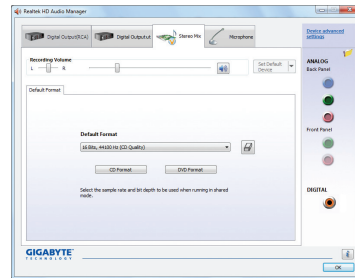 Realtek HD Audio Manager
Digital Output(RCA)
Digital Output
Stereo Mix
Microphone
Device advanced settings
Recording Volume
L
R
Set Default Device
ANALOG
Back Panel
Default Format
Default Format
16 Bits, 44100 Hz (CD Quality)
CD Format
DVD Format
Select the sample rate and bit depth to be used when running in shared
mode.
Front Panel
DIGITAL
GIGABYTE™
TECHNOLOGY
OK